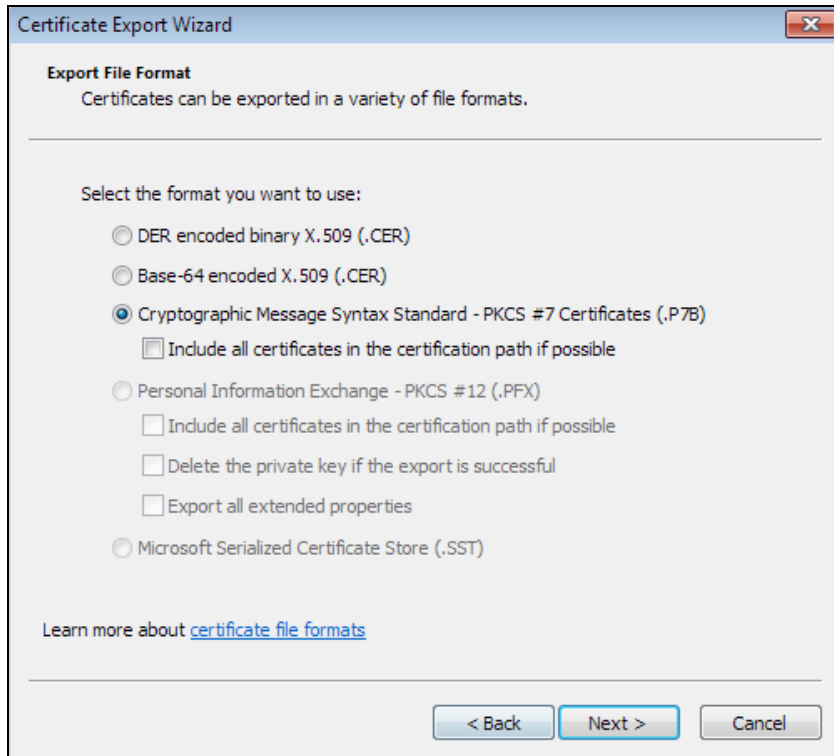 Certificate Export Wizard
Export File Format
Certificates can be exported in a variety of file formats.
Select the format you want to use:
DER encoded binary X.509 (.CER)
Base-64 encoded X.509 (.CER)
Cryptographic Message Syntax Standard - PKCS #7 Certificates (.P7B)
Include all certificates in the certification path if possible
Personal Information Exchange - PKCS #12 (.PFX)
Include all certificates in the certification path if possible
Delete the private key if the export is successful
Export all extended properties
Microsoft Serialized Certificate Store (.SST)
Learn more about certificate file formats
< Back Next > Cancel